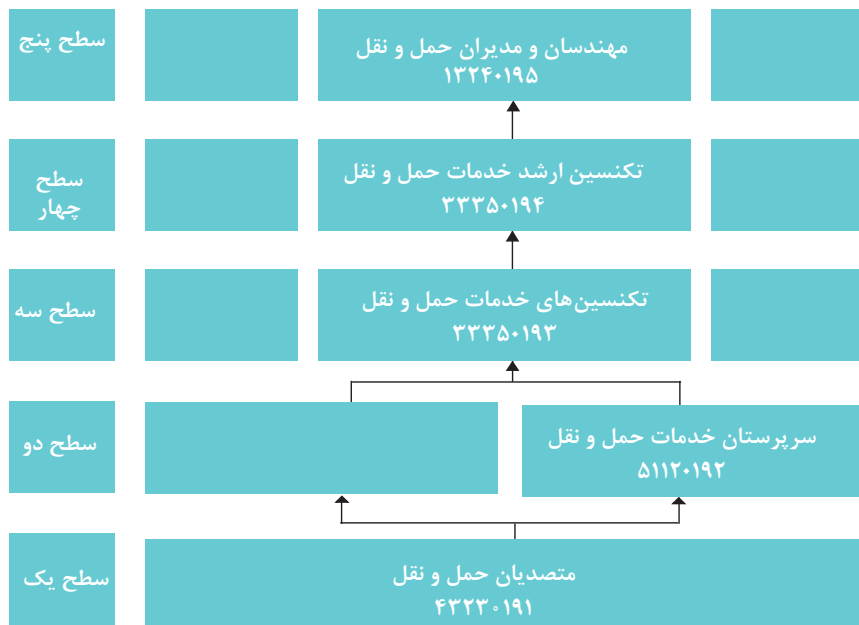 سطح پنج
مهندسان و مدیران حمل و نقل
۱۳۲۴۰۱۹۵
سطح
چهار
تکنسین ارشد خدمات حمل و نقل
۳۳۳۵۰۱۹۴
سطح سه
تکنسین‌های خدمات حمل و نقل
۳۳۳۵۰۱۹۳
سطح دو
سرپرستان خدمات حمل و نقل
۵۱۱۲۰۱۹۲
سطح یک
متصدیان حمل و نقل
۴۳۲۳۰۱۹۱